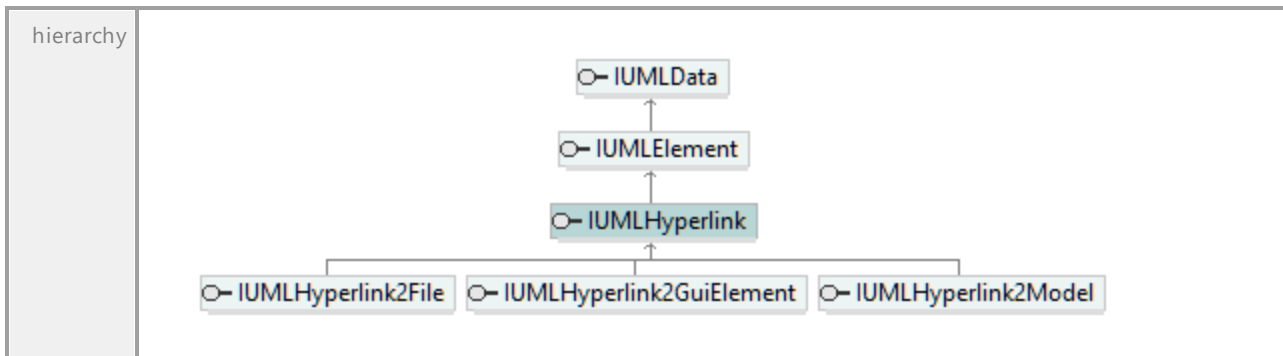 hierarchy
IUMLData
IUMLElement
IUMLHyperlink
IUMLHyperlink2File IUMLHyperlink2GuiElement IUMLHyperlink2Model